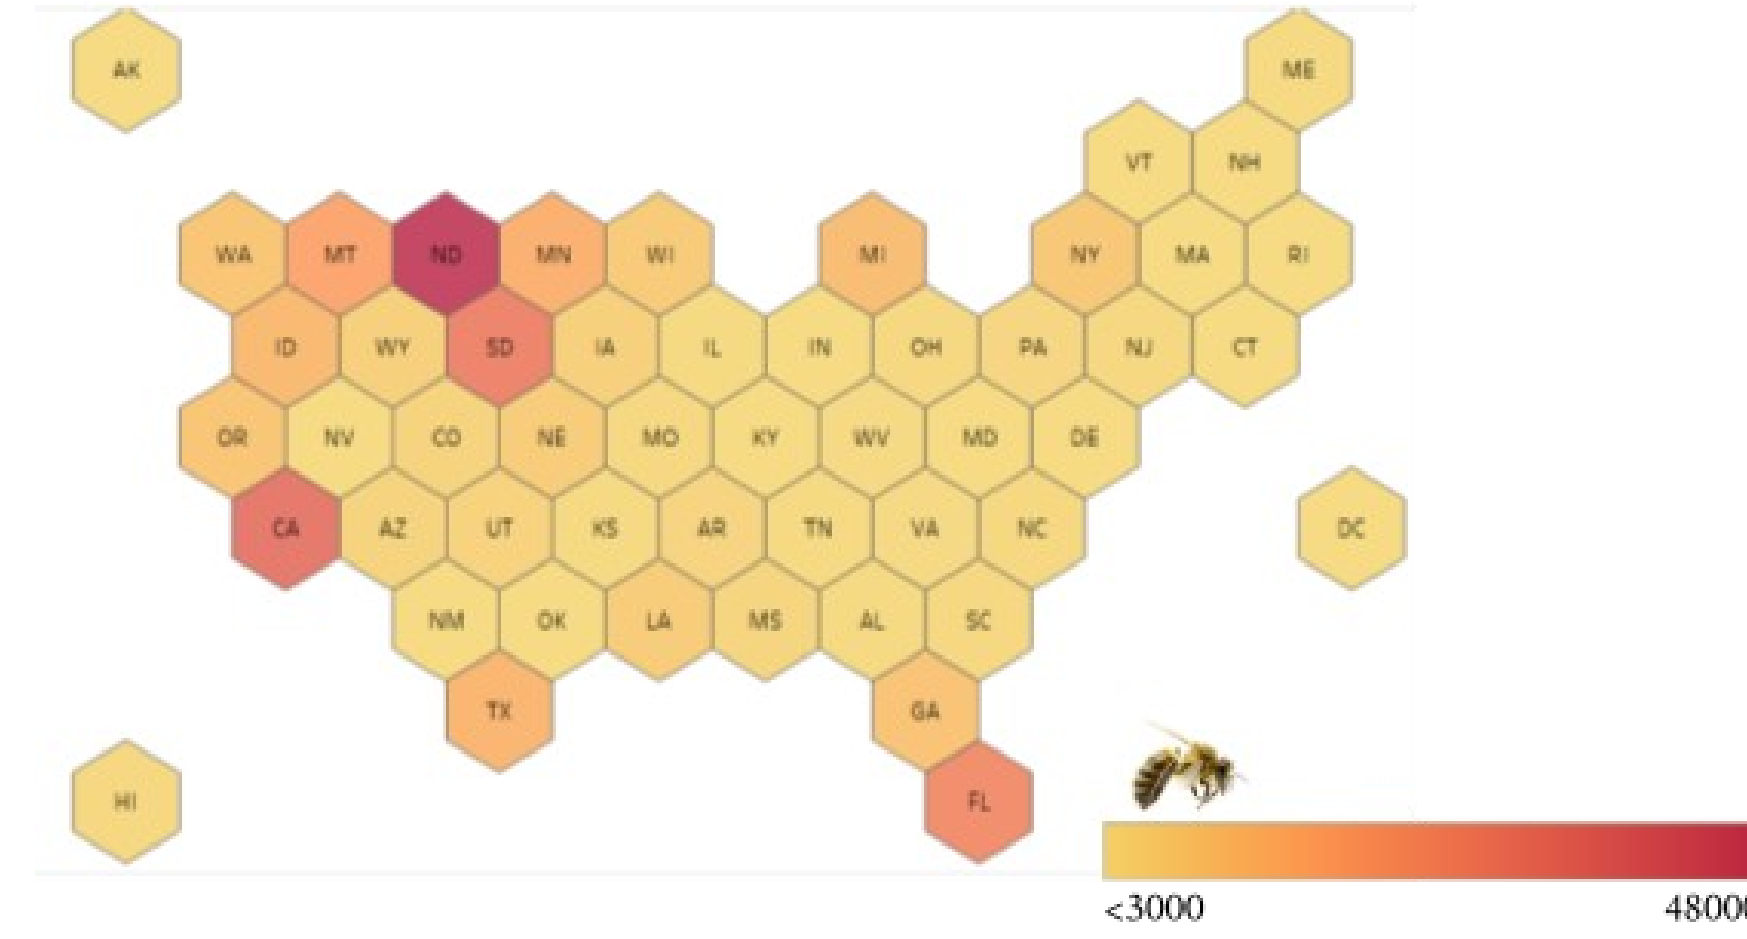 AK
ME
VT NH
WA MT ND MN WI MI NY MA RI
ID WY SD IA IL IN OH PA NJ CT
OR NV CO NE MO KY WV MD DE
CA AZ UT KS AR TN VA NC DC
NM OK LA MS AL SC
TX GA
HI FL
<3000 48000